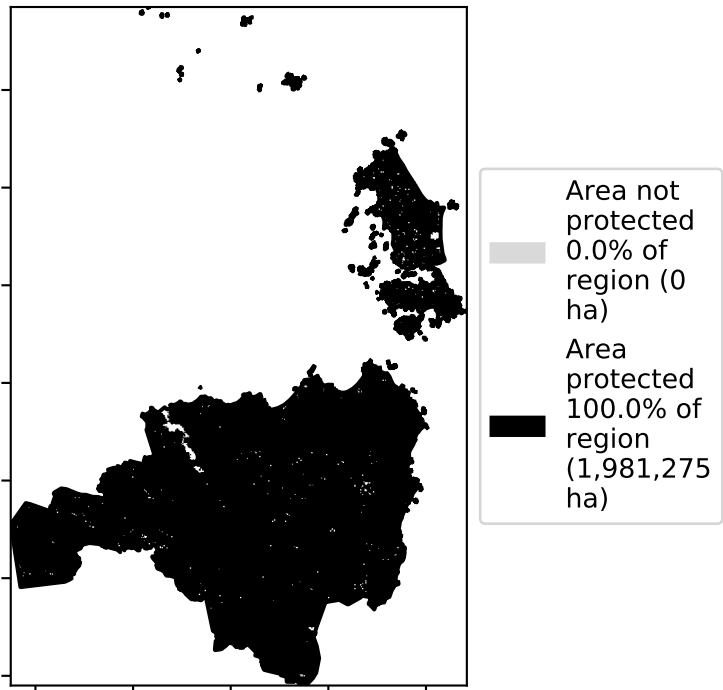 Area not
protected
0.0% of
region (0
ha)
Area
protected
100.0% of
region
(1,981,275
ha)